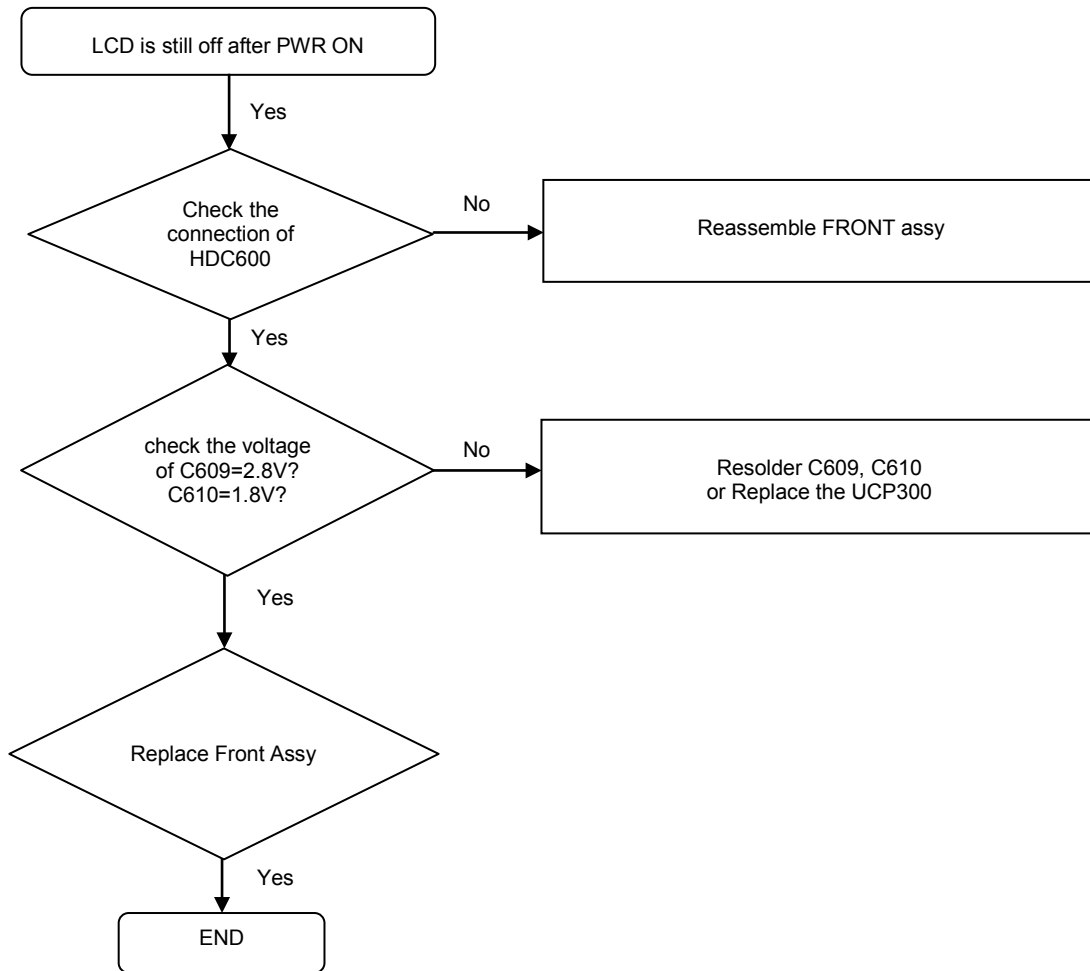 LCD is still off after PWR ON
Yes
Check the
connection of
HDC600
No
Reassemble FRONT assy
Yes
check the voltage
of C609=2.8V?
C610=1.8V?
No
Resolder C609, C610
or Replace the UCP300
Yes
Replace Front Assy
Yes
END